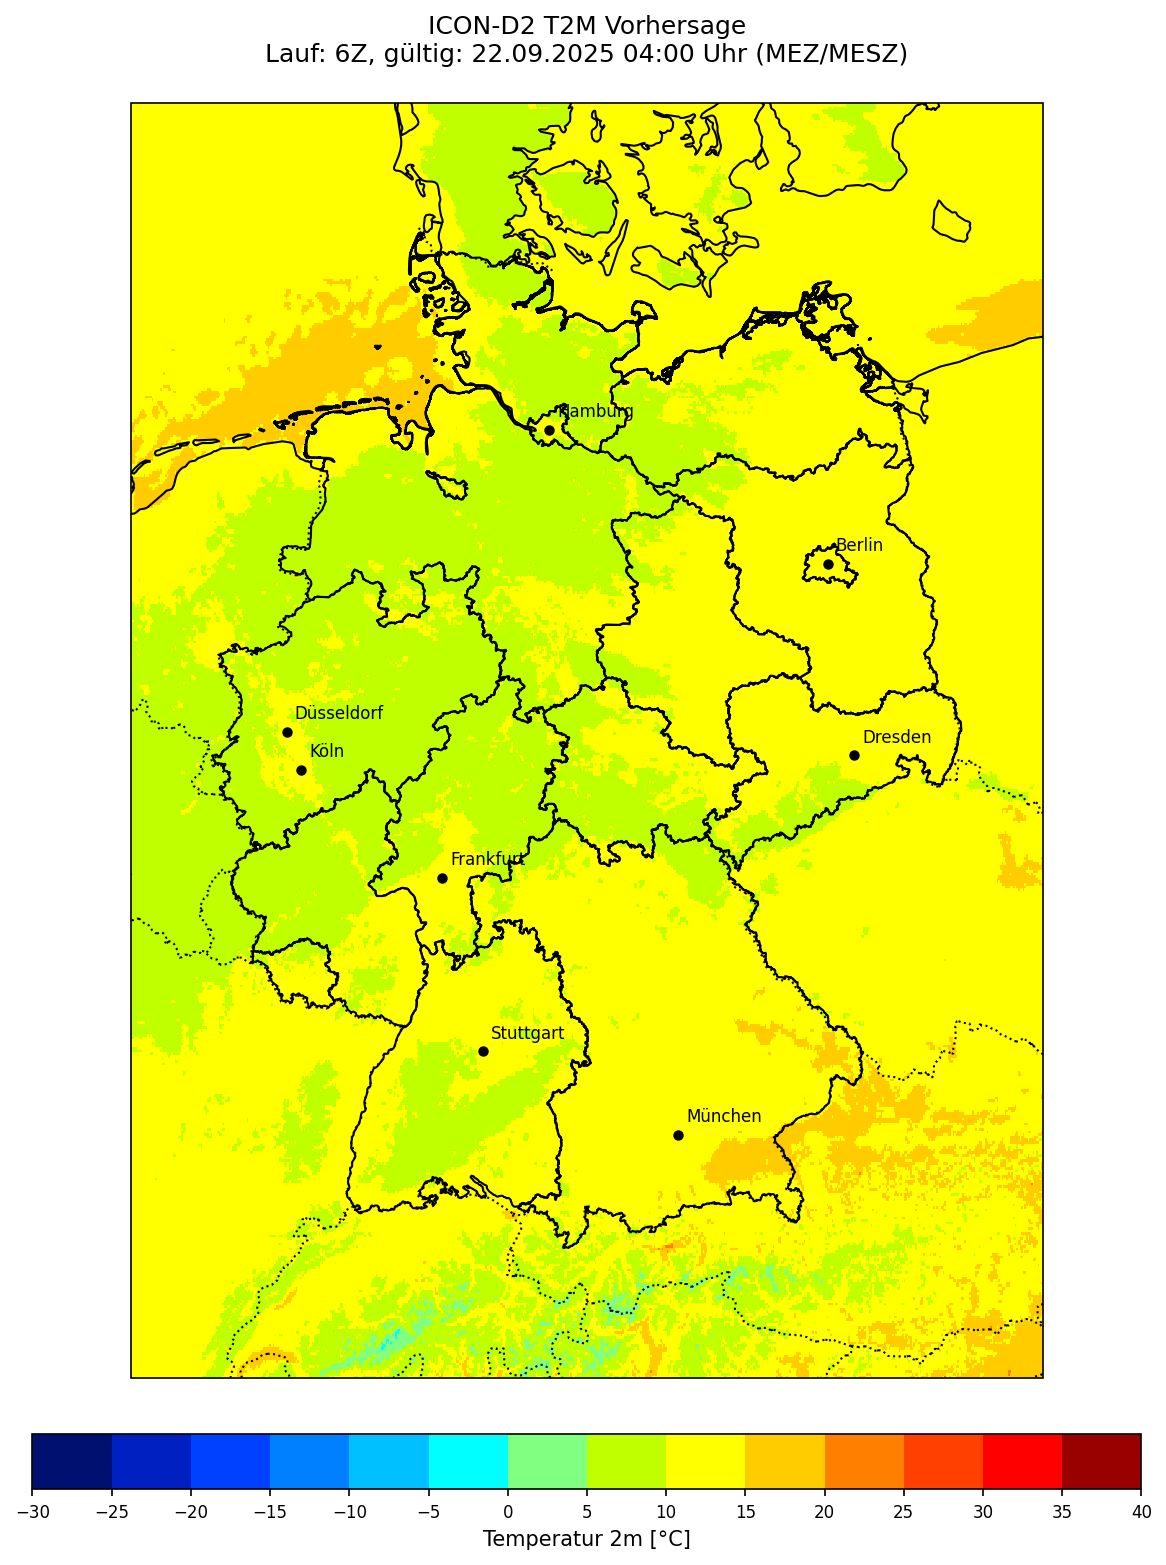 ICON-D2 T2M Vorhersage
Lauf: 6Z, gültig: 22.09.2025 04:00 Uhr (MEZ/MESZ)
Hamburg
Berlin
Düsseldorf
Dresden
Köln
Frankfurt
Stuttgart
München
−30 −25 −20 −15 −10 −5 0 5 10 15 20 25 30 35 40
Temperatur 2m [°C]